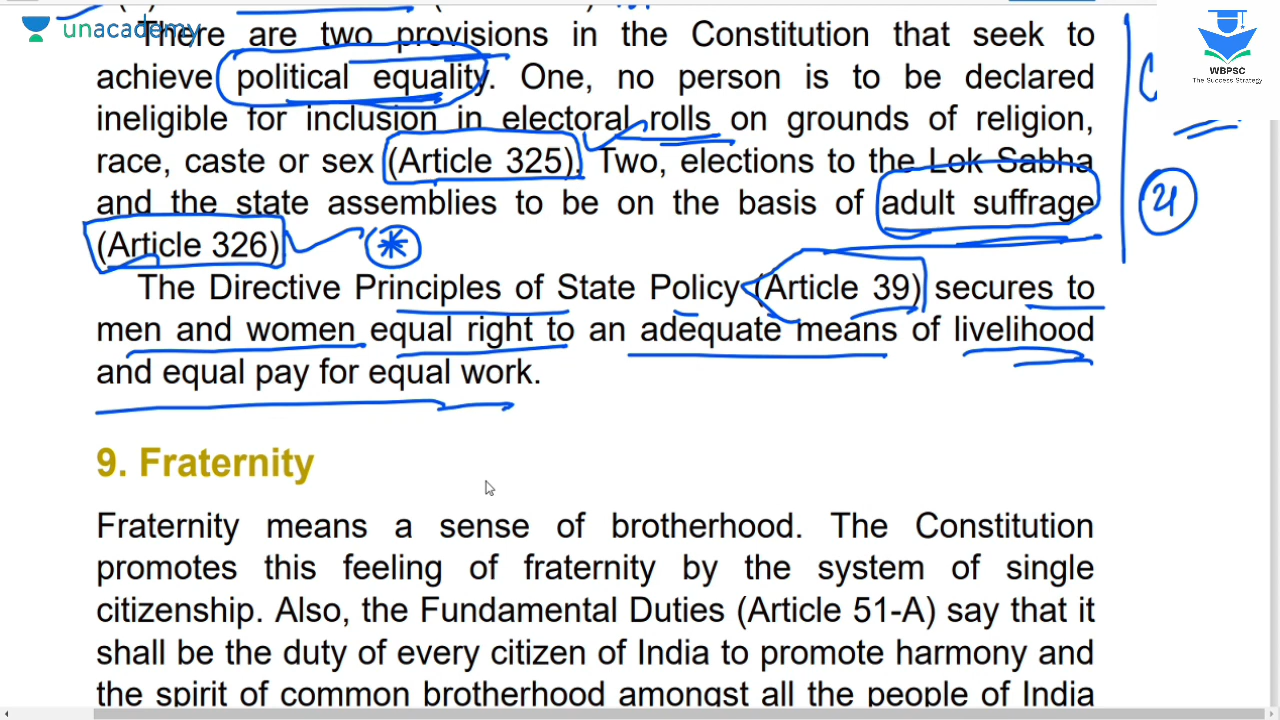 unacademy
There are two provisions in the Constitution that seek to
achieve political equality. One, no person is to be declared
ineligible for inclusion in electoral rolls on grounds of religion,
race, caste or sex (Article 325). Two, elections to the Lok Sabha
and the state assemblies to be on the basis of adult suffrage
(Article 326)
The Directive Principles of State Policy (Article 39) secures to
men and women equal right to an adequate means of livelihood
and equal pay for equal work.
9. Fraternity
Fraternity means a sense of brotherhood. The Constitution
promotes this feeling of fraternity by the system of single
citizenship. Also, the Fundamental Duties (Article 51-A) say that it
shall be the duty of every citizen of India to promote harmony and
the spirit of common brotherhood amongst all the people of India
WBPSC
The Success Strategy